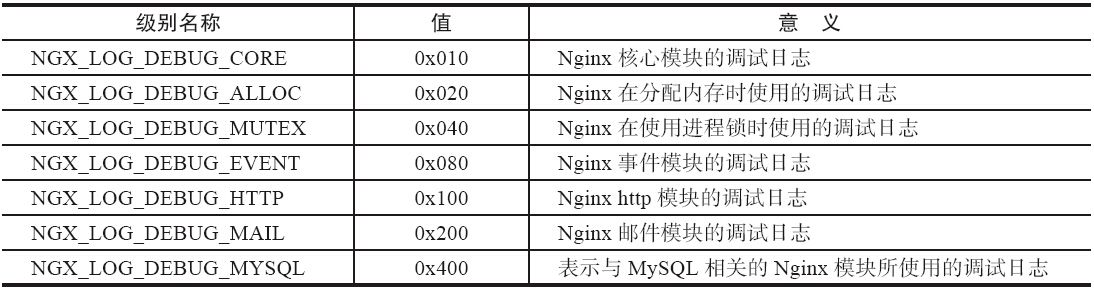 级别名称 值 意 义
NGX_LOG_DEBUG_CORE 0x010 Nginx 核心模块的调试日志
NGX_LOG_DEBUG_ALLOC 0x020 Nginx 在分配内存时使用的调试日志
NGX_LOG_DEBUG_MUTEX 0x040 Nginx 在使用进程锁时使用的调试日志
NGX_LOG_DEBUG_EVENT 0x080 Nginx 事件模块的调试日志
NGX_LOG_DEBUG_HTTP 0x100 Nginx http 模块的调试日志
NGX_LOG_DEBUG_MAIL 0x200 Nginx 邮件模块的调试日志
NGX_LOG_DEBUG_MYSQL 0x400 表示与 MySQL 相关的 Nginx 模块所使用的调试日志